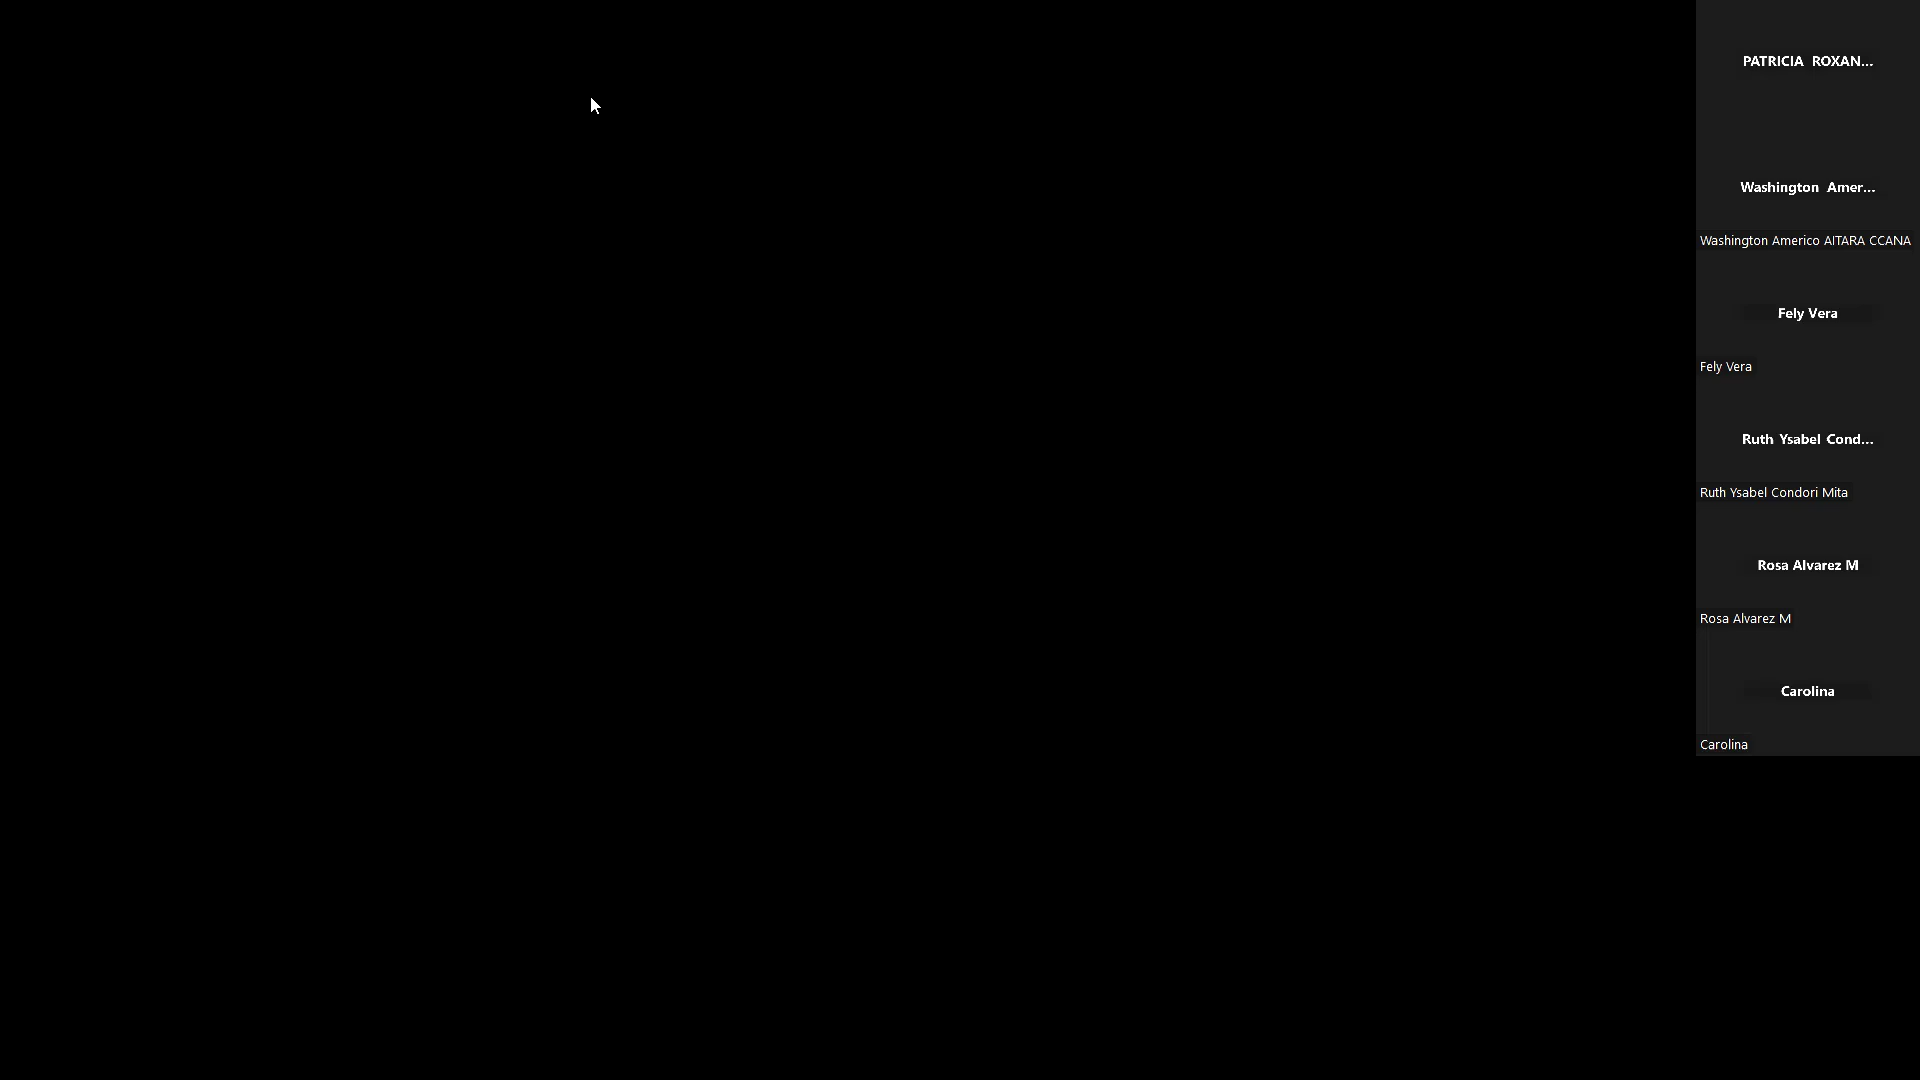 PATRICIA ROXAN...
Washington Amer...
Washington Americo AITARA CCANA
Fely Vera
Fely Vera
Ruth Ysabel Cond...
Ruth Ysabel Condori Mita
Rosa Alvarez M
Rosa Alvarez M
Carolina
Carolina